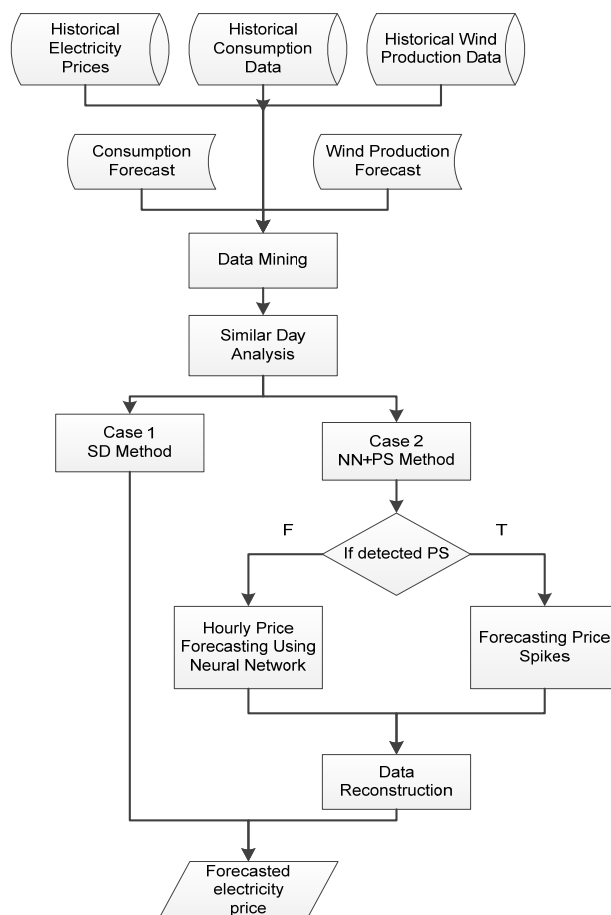 Historical
Electricity
Prices
Historical
Consumption
Data
Historical Wind
Production Data
Consumption
Forecast
Wind Production
Forecast
Data Mining
Similar Day
Analysis
Case 1
SD Method
Case 2
NN+PS Method
F
If detected PS
T
Hourly Price
Forecasting Using
Neural Network
Forecasting Price
Spikes
Data
Reconstruction
Forecasted
electricity
price